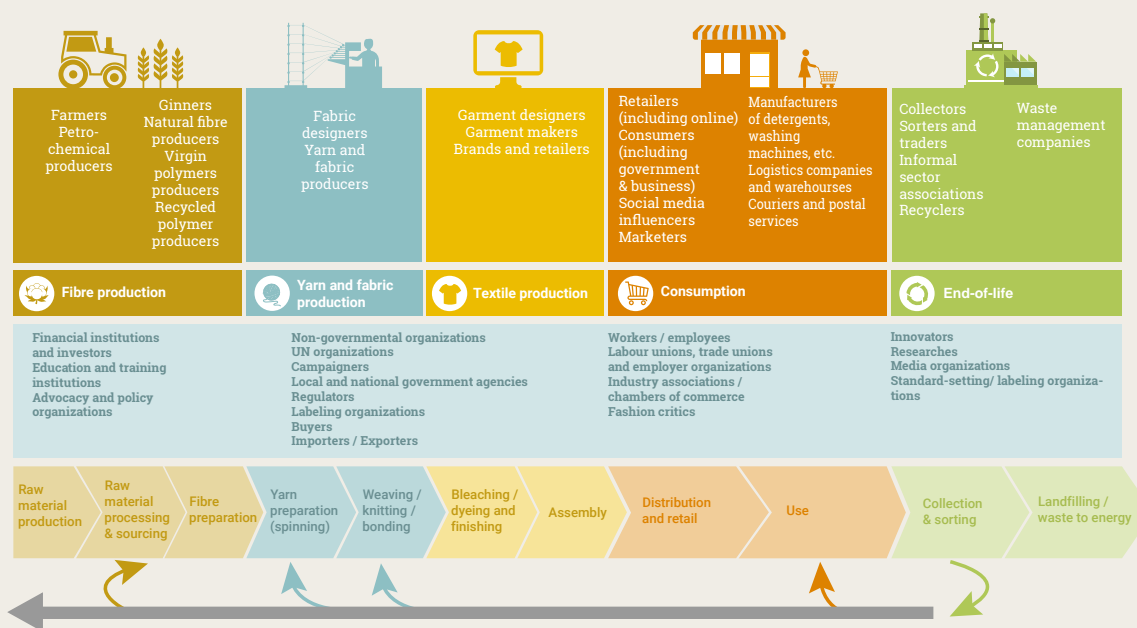 Farmers
Petro-
chemical
producers
Ginners
Natural fibre
producers
Virgin
polymers
producers
Recycled
polymer
producers
Fabric
designers
Yarn and
fabric
producers
Garment designers
Garment makers
Brands and retailers
Retailers
(including online)
Consumers
(including
government
& business)
Social media
influencers
Marketers
Manufacturers
of detergents,
washing
machines, etc.
Logistics companies
and warehourses
Couriers and postal
services
Collectors
Sorters and
traders
Informal
sector
associations
Recyclers
Waste
management
companies
Fibre production
Yarn and fabric
production
Textile production
Consumption
End-of-life
Financial institutions
and investors
Education and training
institutions
Advocacy and policy
organizations
Non-governmental organizations
UN organizations
Campaigners
Local and national government agencies
Regulators
Labeling organizations
Buyers
Importers / Exporters
Workers / employees
Labour unions, trade unions
and employer organizations
Industry associations /
chambers of commerce
Fashion critics
Innovators
Researches
Media organizations
Standard-setting/ labeling organiza-
tions
Raw
material
production
Raw
material
processing
& sourcing
Fibre
preparation
Yarn
preparation
(spinning)
Weaving /
knitting /
bonding
Bleaching /
dyeing and
finishing
Assembly
Distribution
and retail
Use
Collection
& sorting
Landfilling /
waste to energy